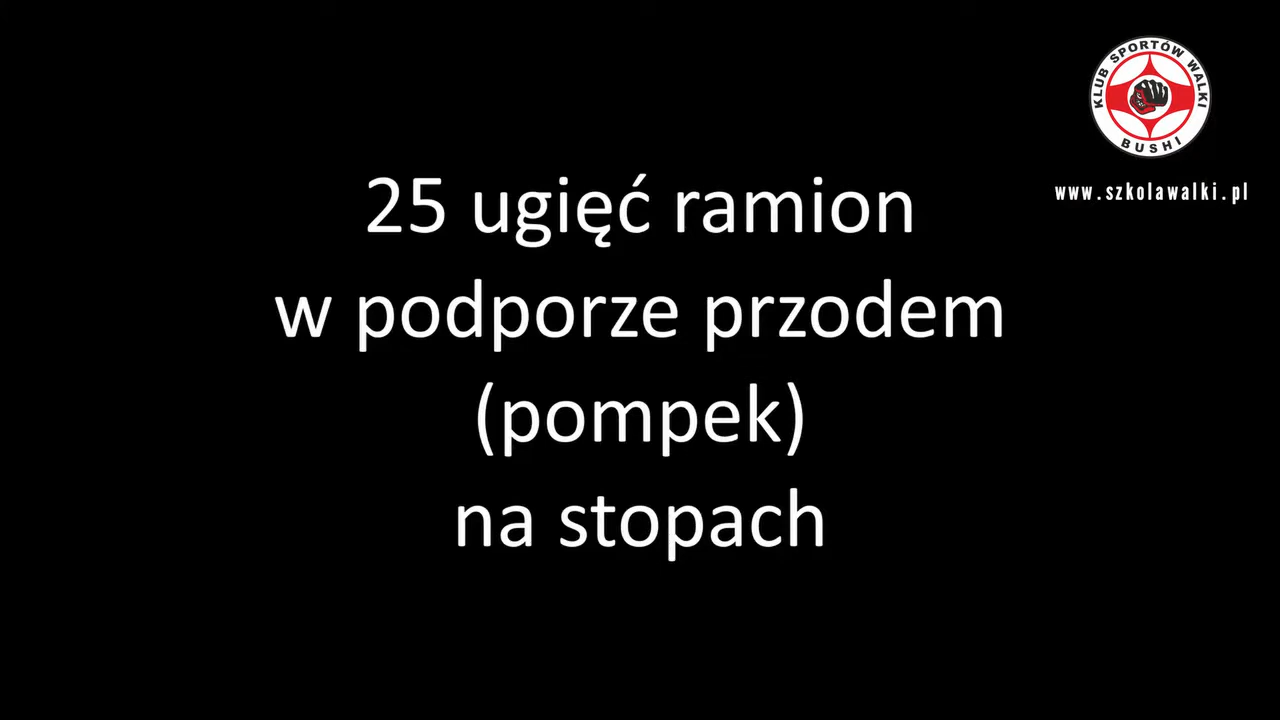 KLUB SPORTÓW WALKI
BUSHI
www.szkolawalki.pl
25 ugięć ramion
w podporze przodem
(pompek)
na stopach